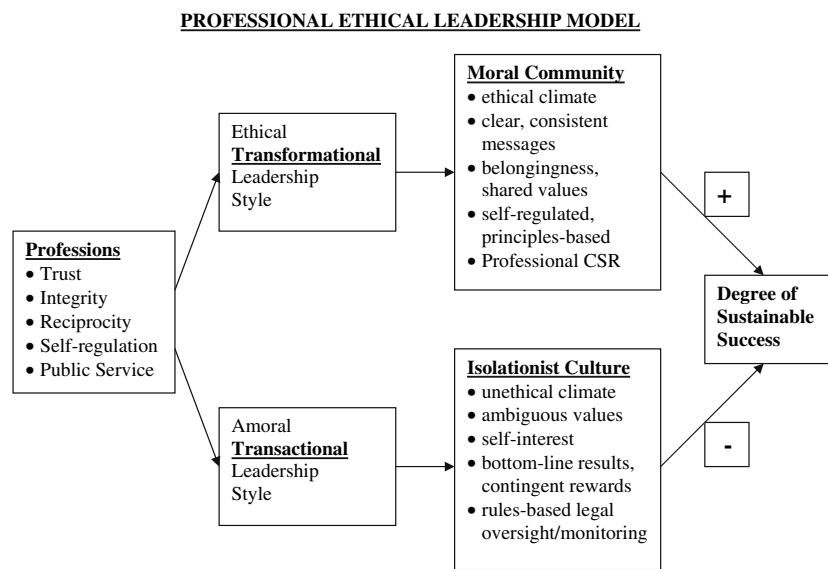 PROFESSIONAL ETHICAL LEADERSHIP MODEL
Professions
• Trust
• Integrity
• Reciprocity
• Self-regulation
• Public Service
Ethical
Transformational
Leadership
Style
Moral Community
• ethical climate
• clear, consistent
messages
• belongingness,
shared values
• self-regulated,
principles-based
• Professional CSR
+
Amoral
Transactional
Leadership
Style
Isolationist Culture
• unethical climate
• ambiguous values
• self-interest
• bottom-line results,
contingent rewards
• rules-based legal
oversight/monitoring
-
Degree of
Sustainable
Success